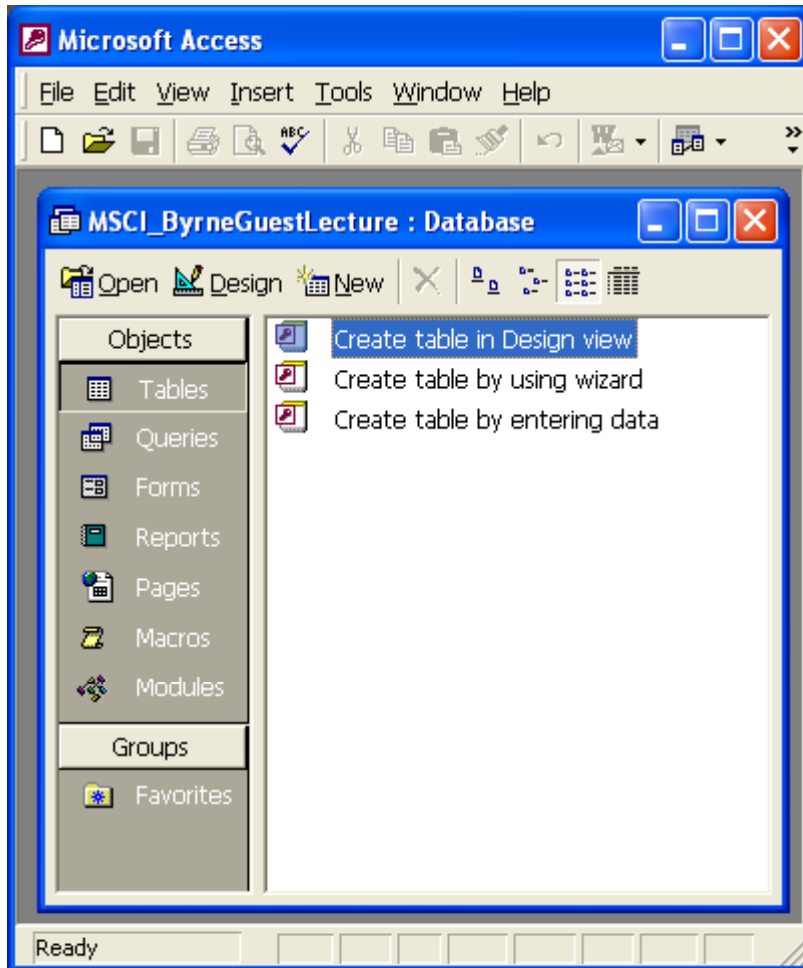 Microsoft Access
File Edit View Insert Tools Window Help
ABC W
MSCI_ByrneGuestLecture : Database
Open Design New
Objects
Tables
Queries
Forms
Reports
Pages
Macros
Modules
Groups
Favorites
Create table in Design view
Create table by using wizard
Create table by entering data
Ready